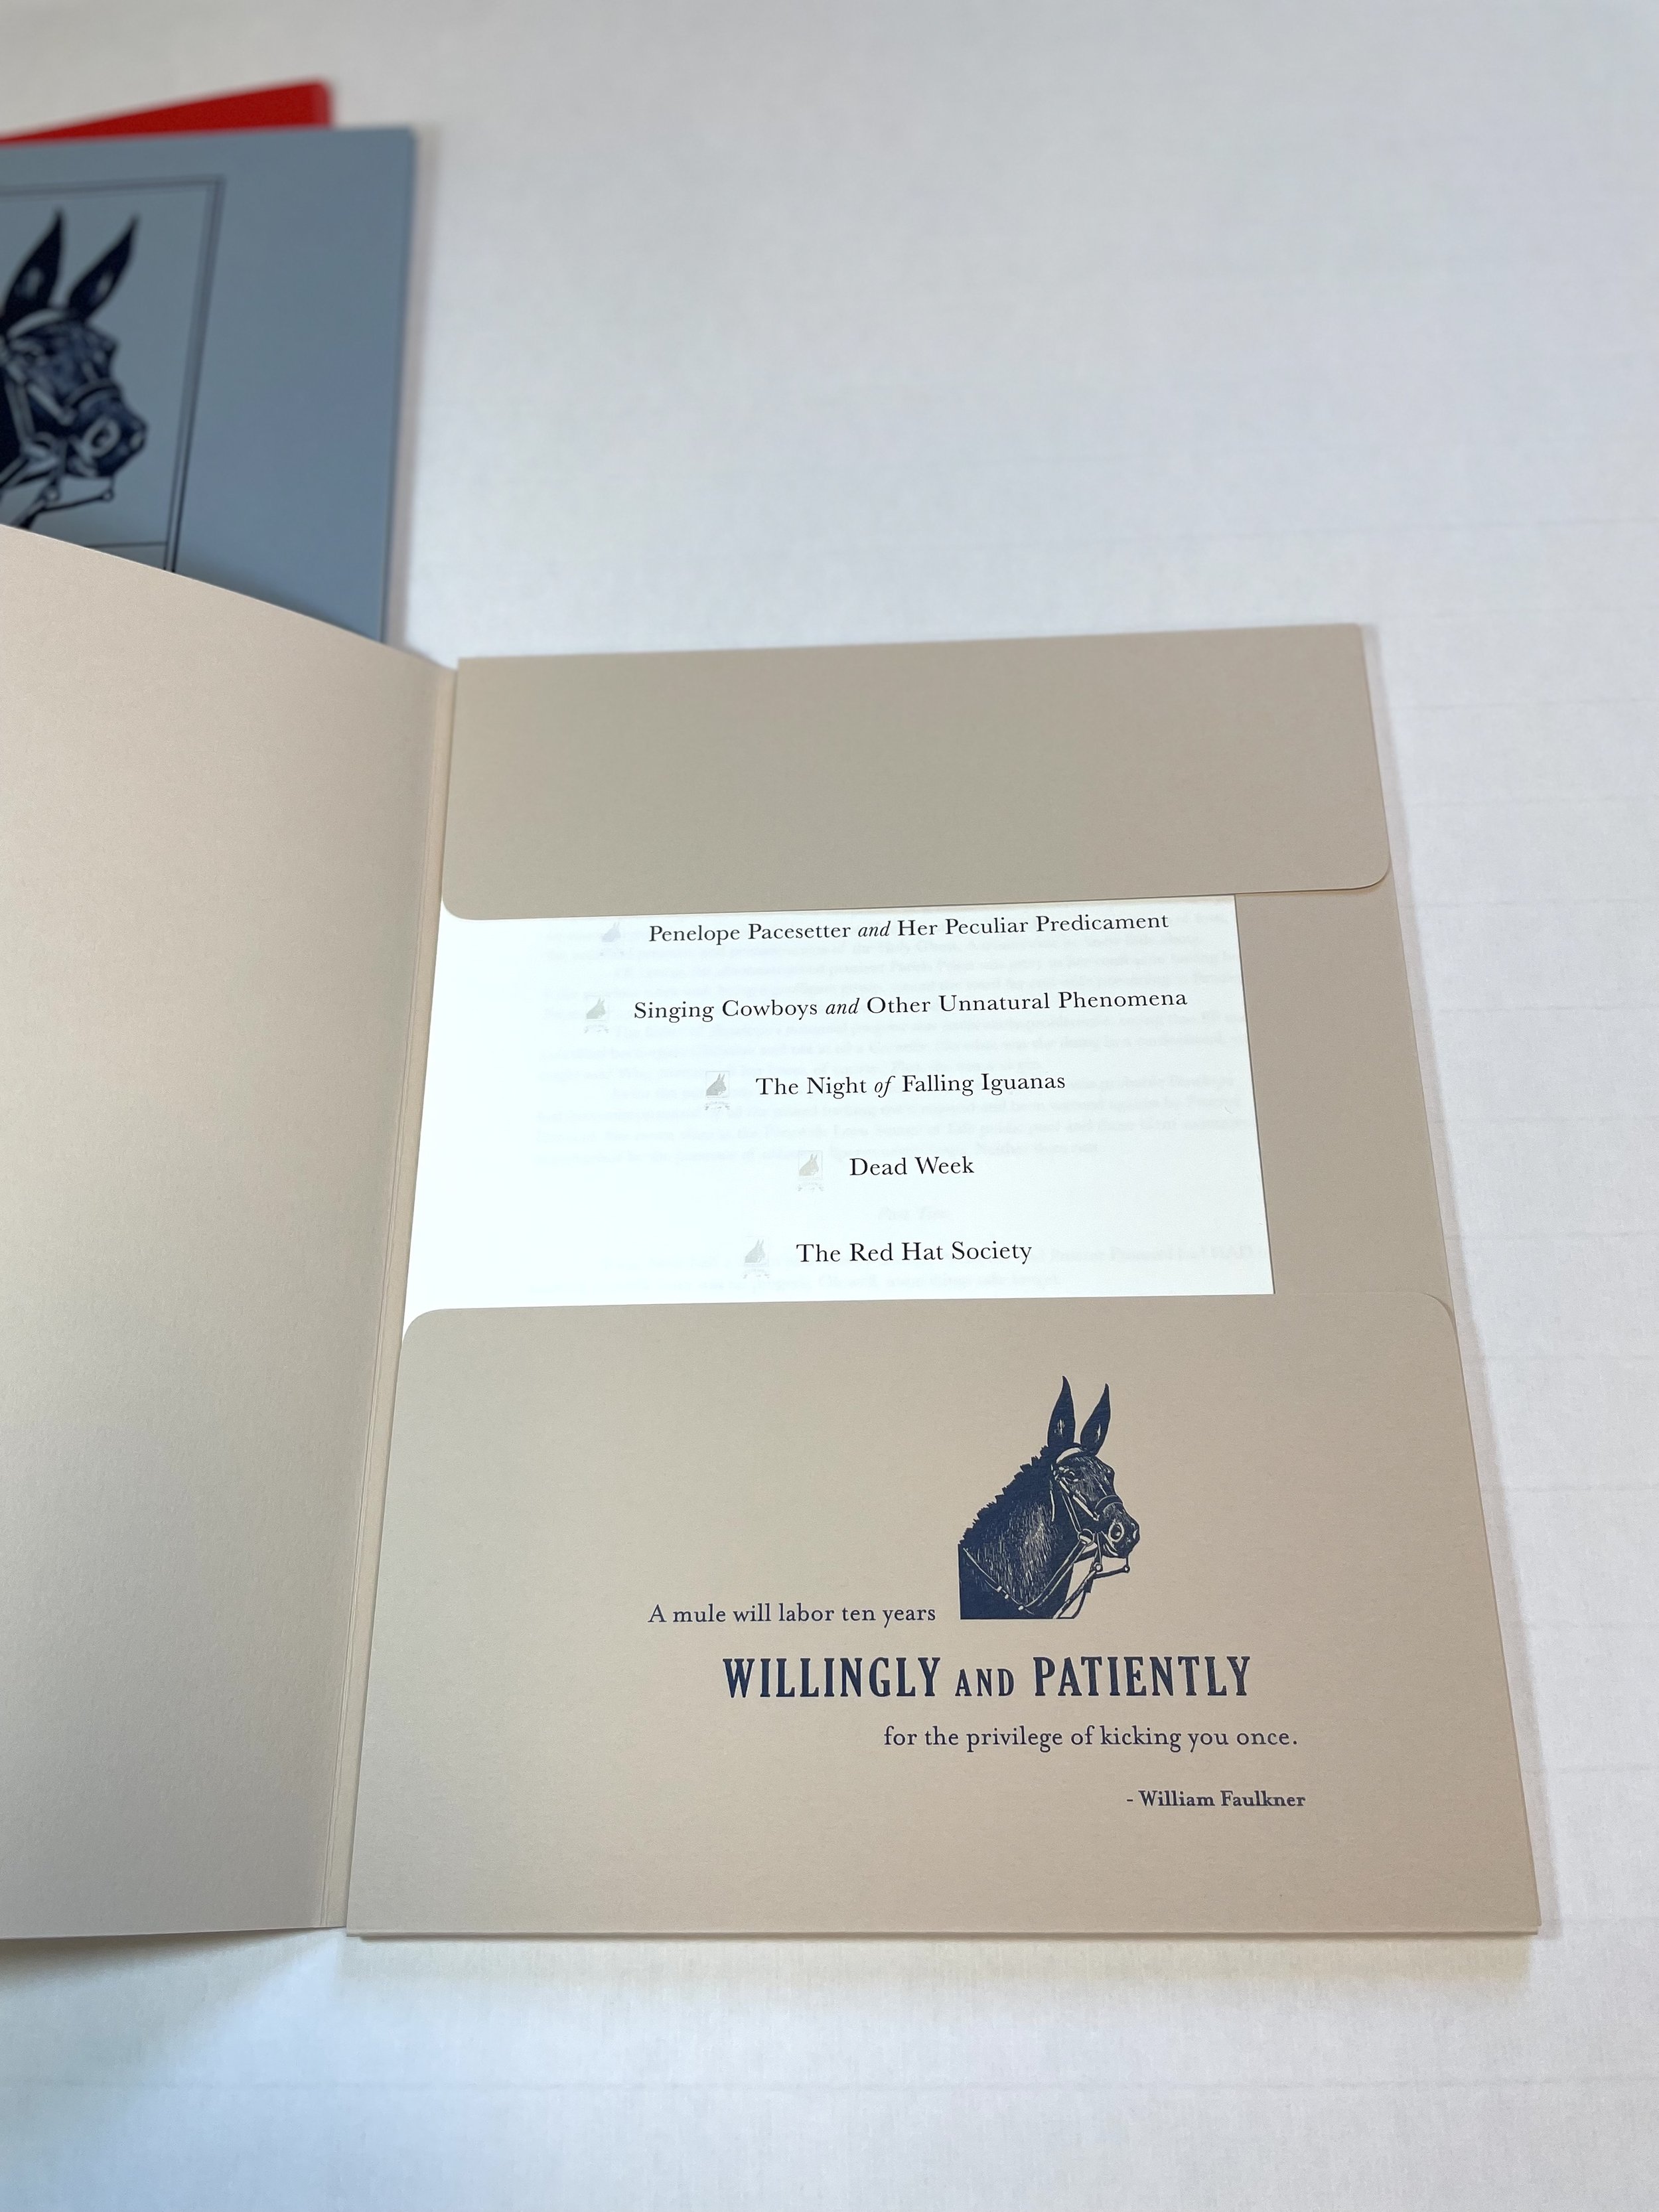 Penelope Pacesetter and Her Peculiar Predicament
Singing Cowboys and Other Unnatural Phenomena
The Night of Falling Iguanas
Dead Week
The Red Hat Society
A mule will labor ten years
WILLINGLY AND PATIENTLY
for the privilege of kicking you once.
- William Faulkner